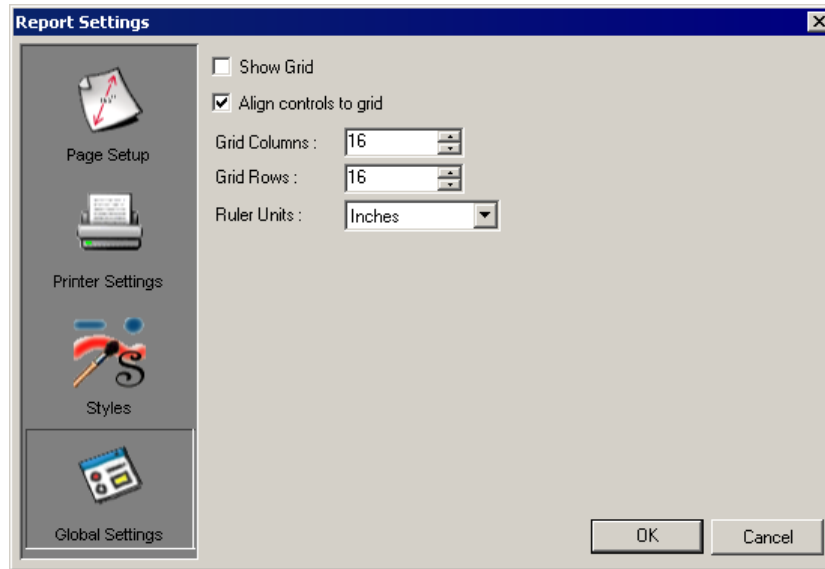 Report Settings
Page Setup
Printer Settings
Styles
Global Settings
Show Grid
Align controls to grid
Grid Columns : 16
Grid Rows : 16
Ruler Units : Inches
OK
Cancel